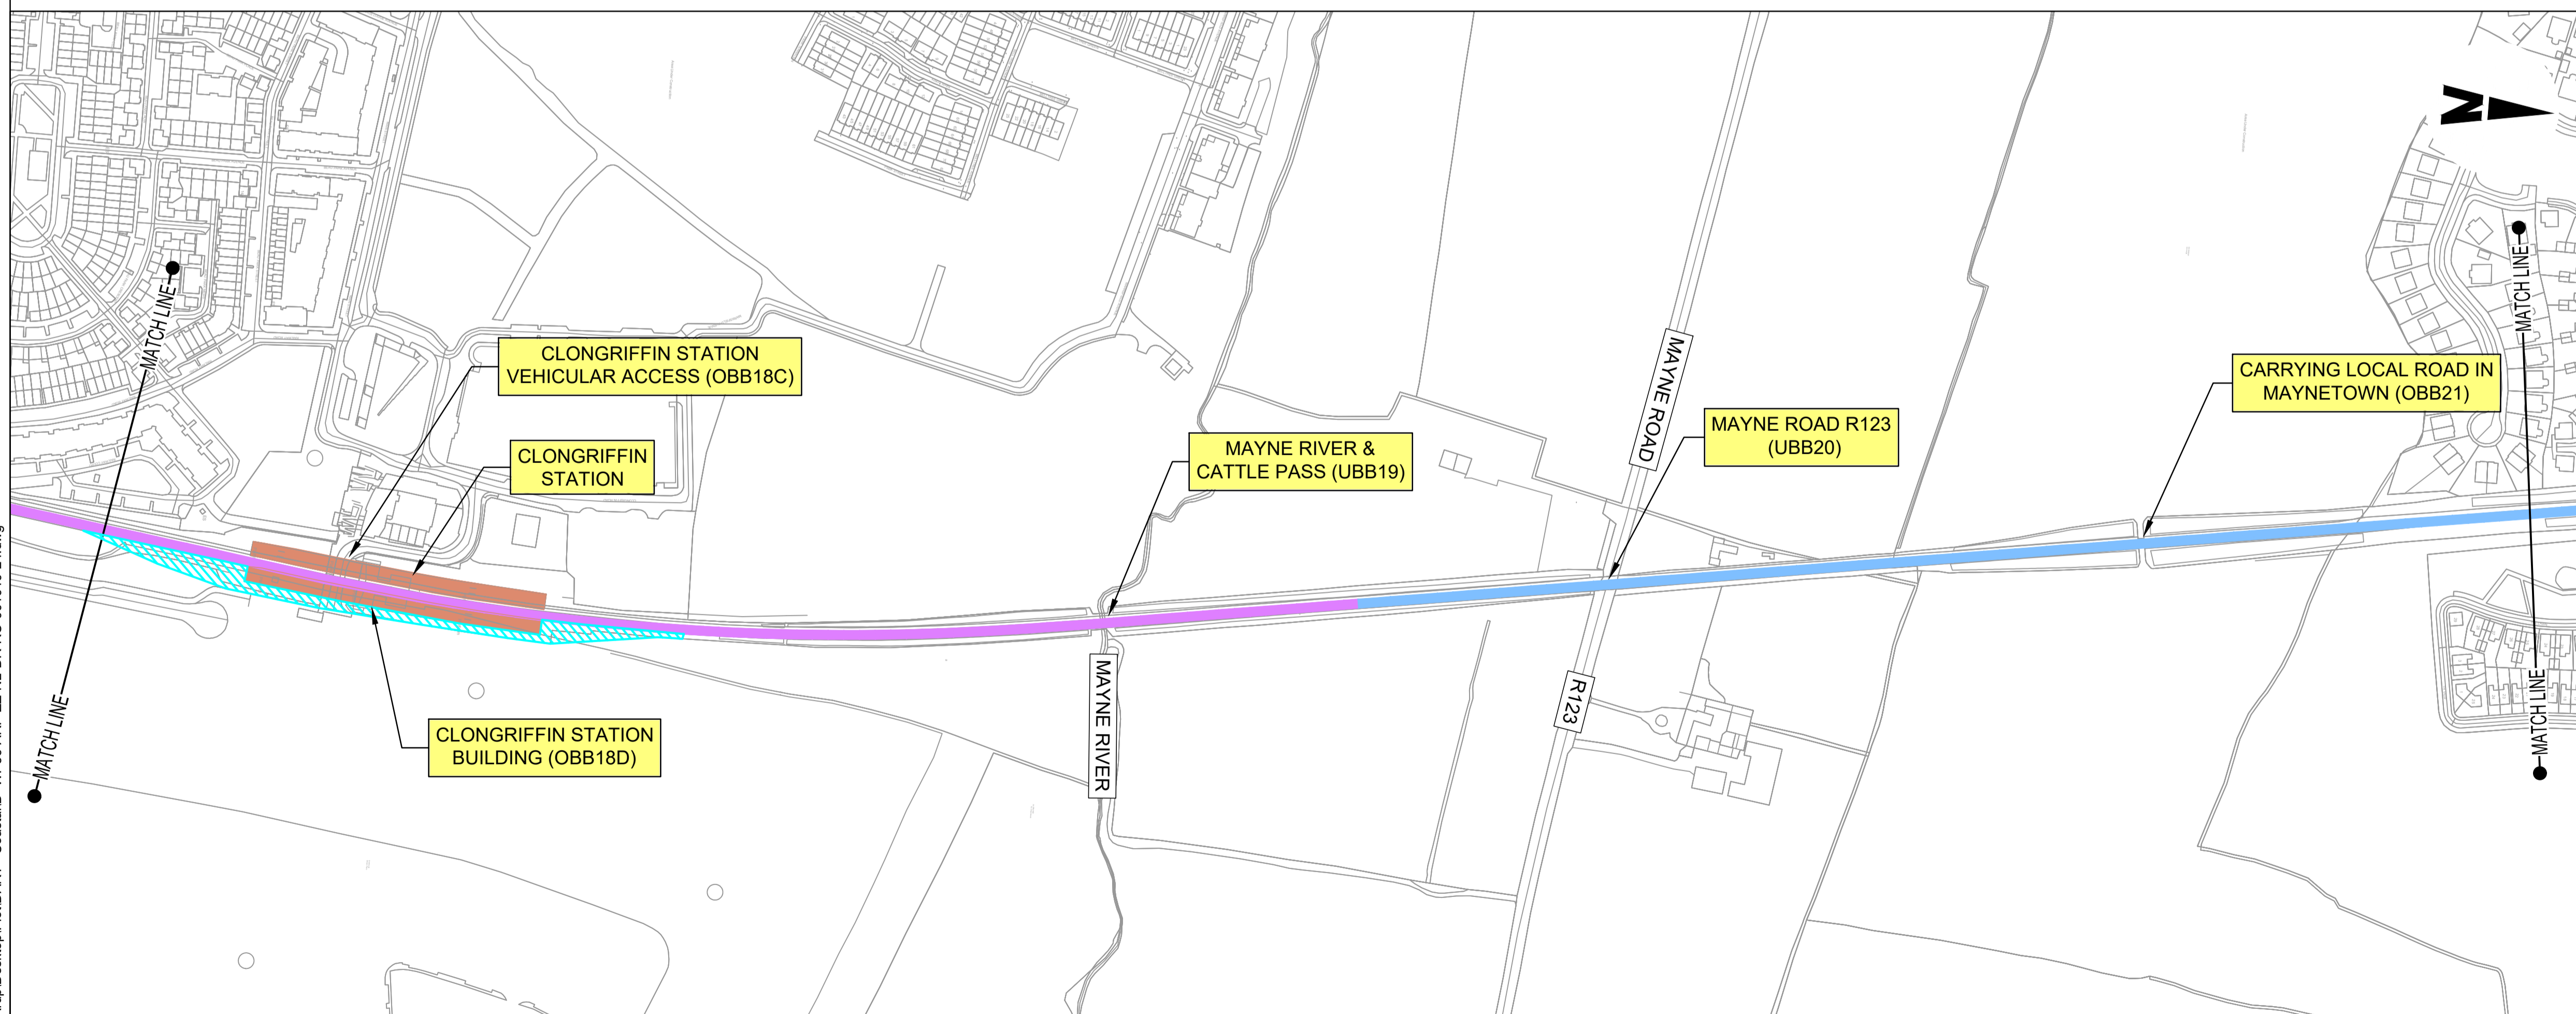 N
MATCH LINE
MATCH LINE
CLONGRIFFIN STATION
VEHICULAR ACCESS (OBB18C)
CLONGRIFFIN
STATION
CLONGRIFFIN STATION
BUILDING (OBB18D)
MAYNE RIVER &
CATTLE PASS (UBB19)
MAYNE RIVER
MAYNE ROAD
MAYNE ROAD R123
(UBB20)
R123
CARRYING LOCAL ROAD IN
MAYNETOWN (OBB21)
MATCH LINE
MATCH LINE